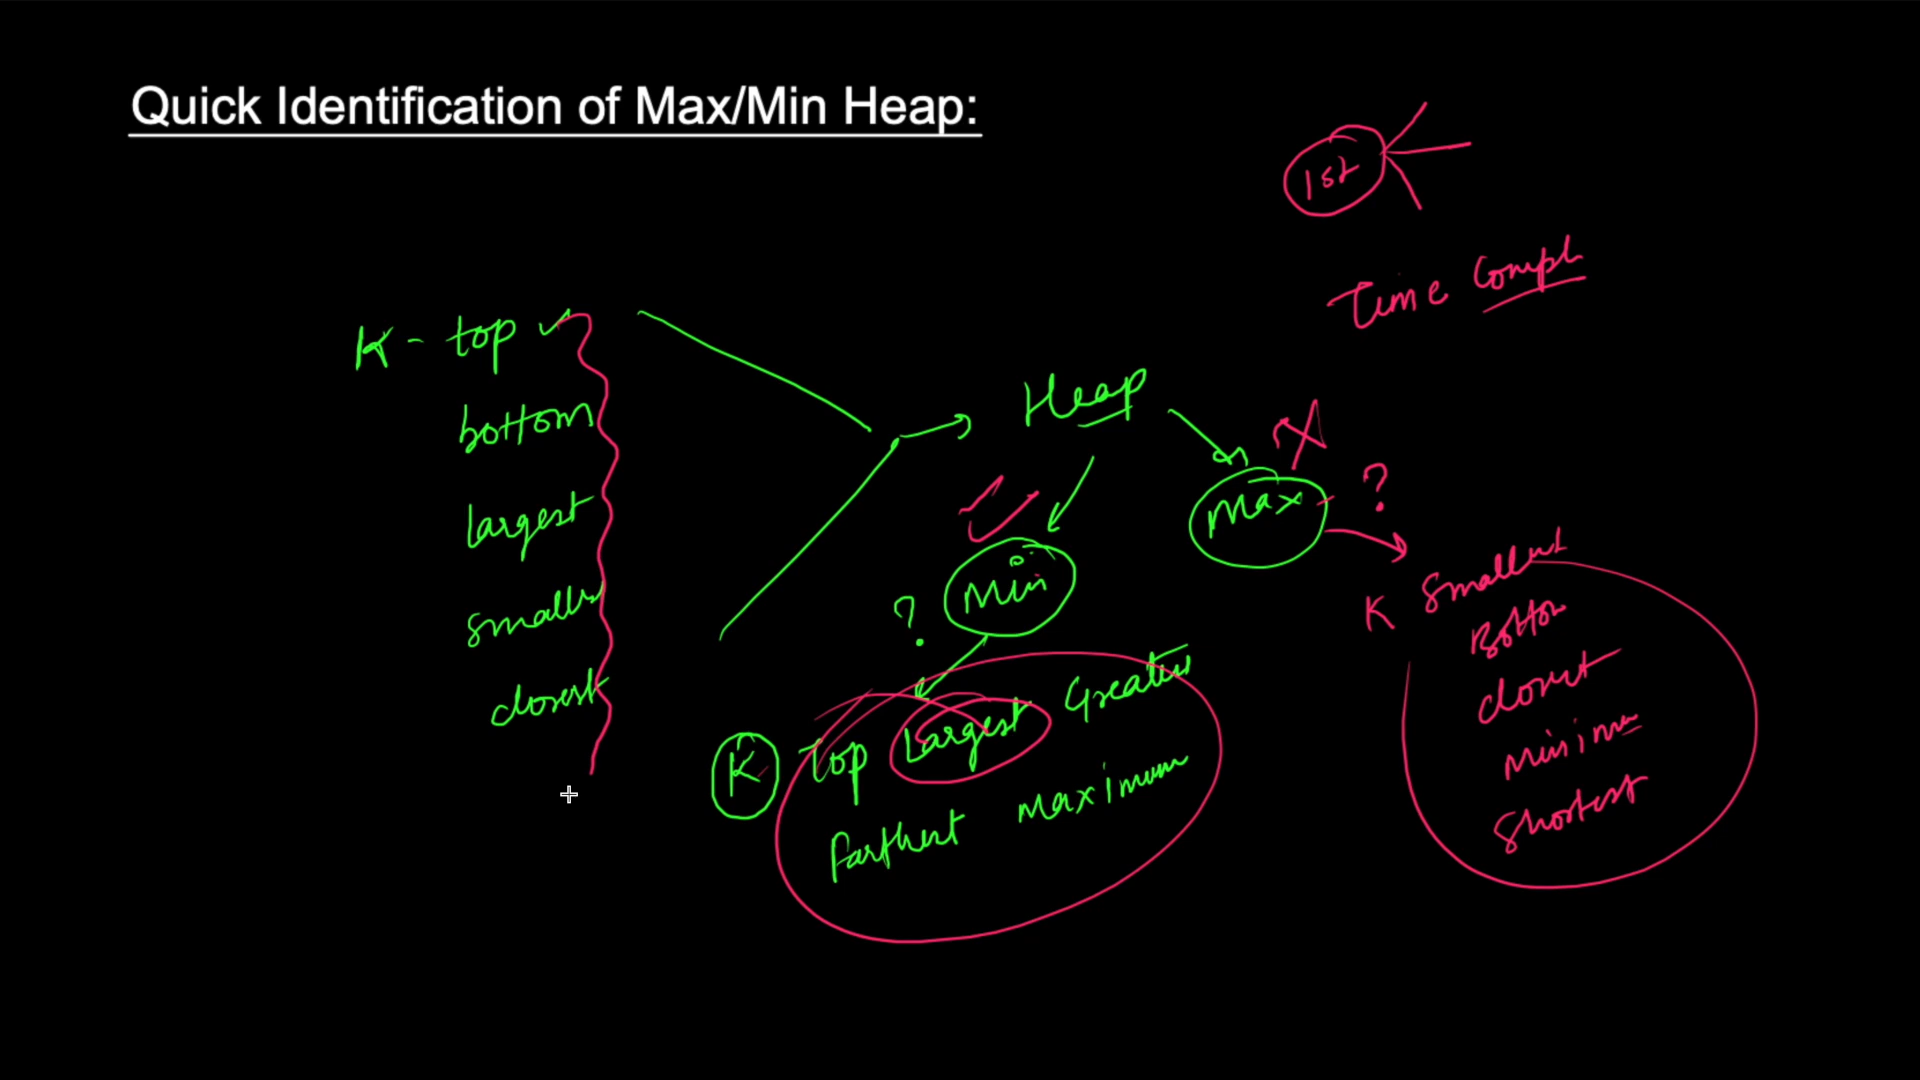 Quick Identification of Max/Min Heap:
1st
Time Compl
K - top
bottom
largest
smallest
closest
Heap
Max
?
Min
?
K Top Largest Greatest
Farthest maximum
K Smallest
Bottom
closest
minimum
Shortest